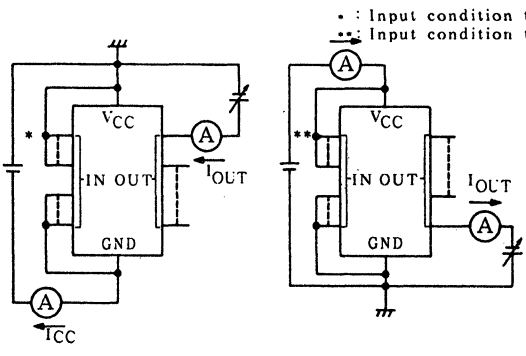 * : Input condition t
** : Input condition t
A
A
VCC
VCC
*
A
**
IOUT
IN OUT
IN OUT
IOUT
A
GND
GND
A
ICC